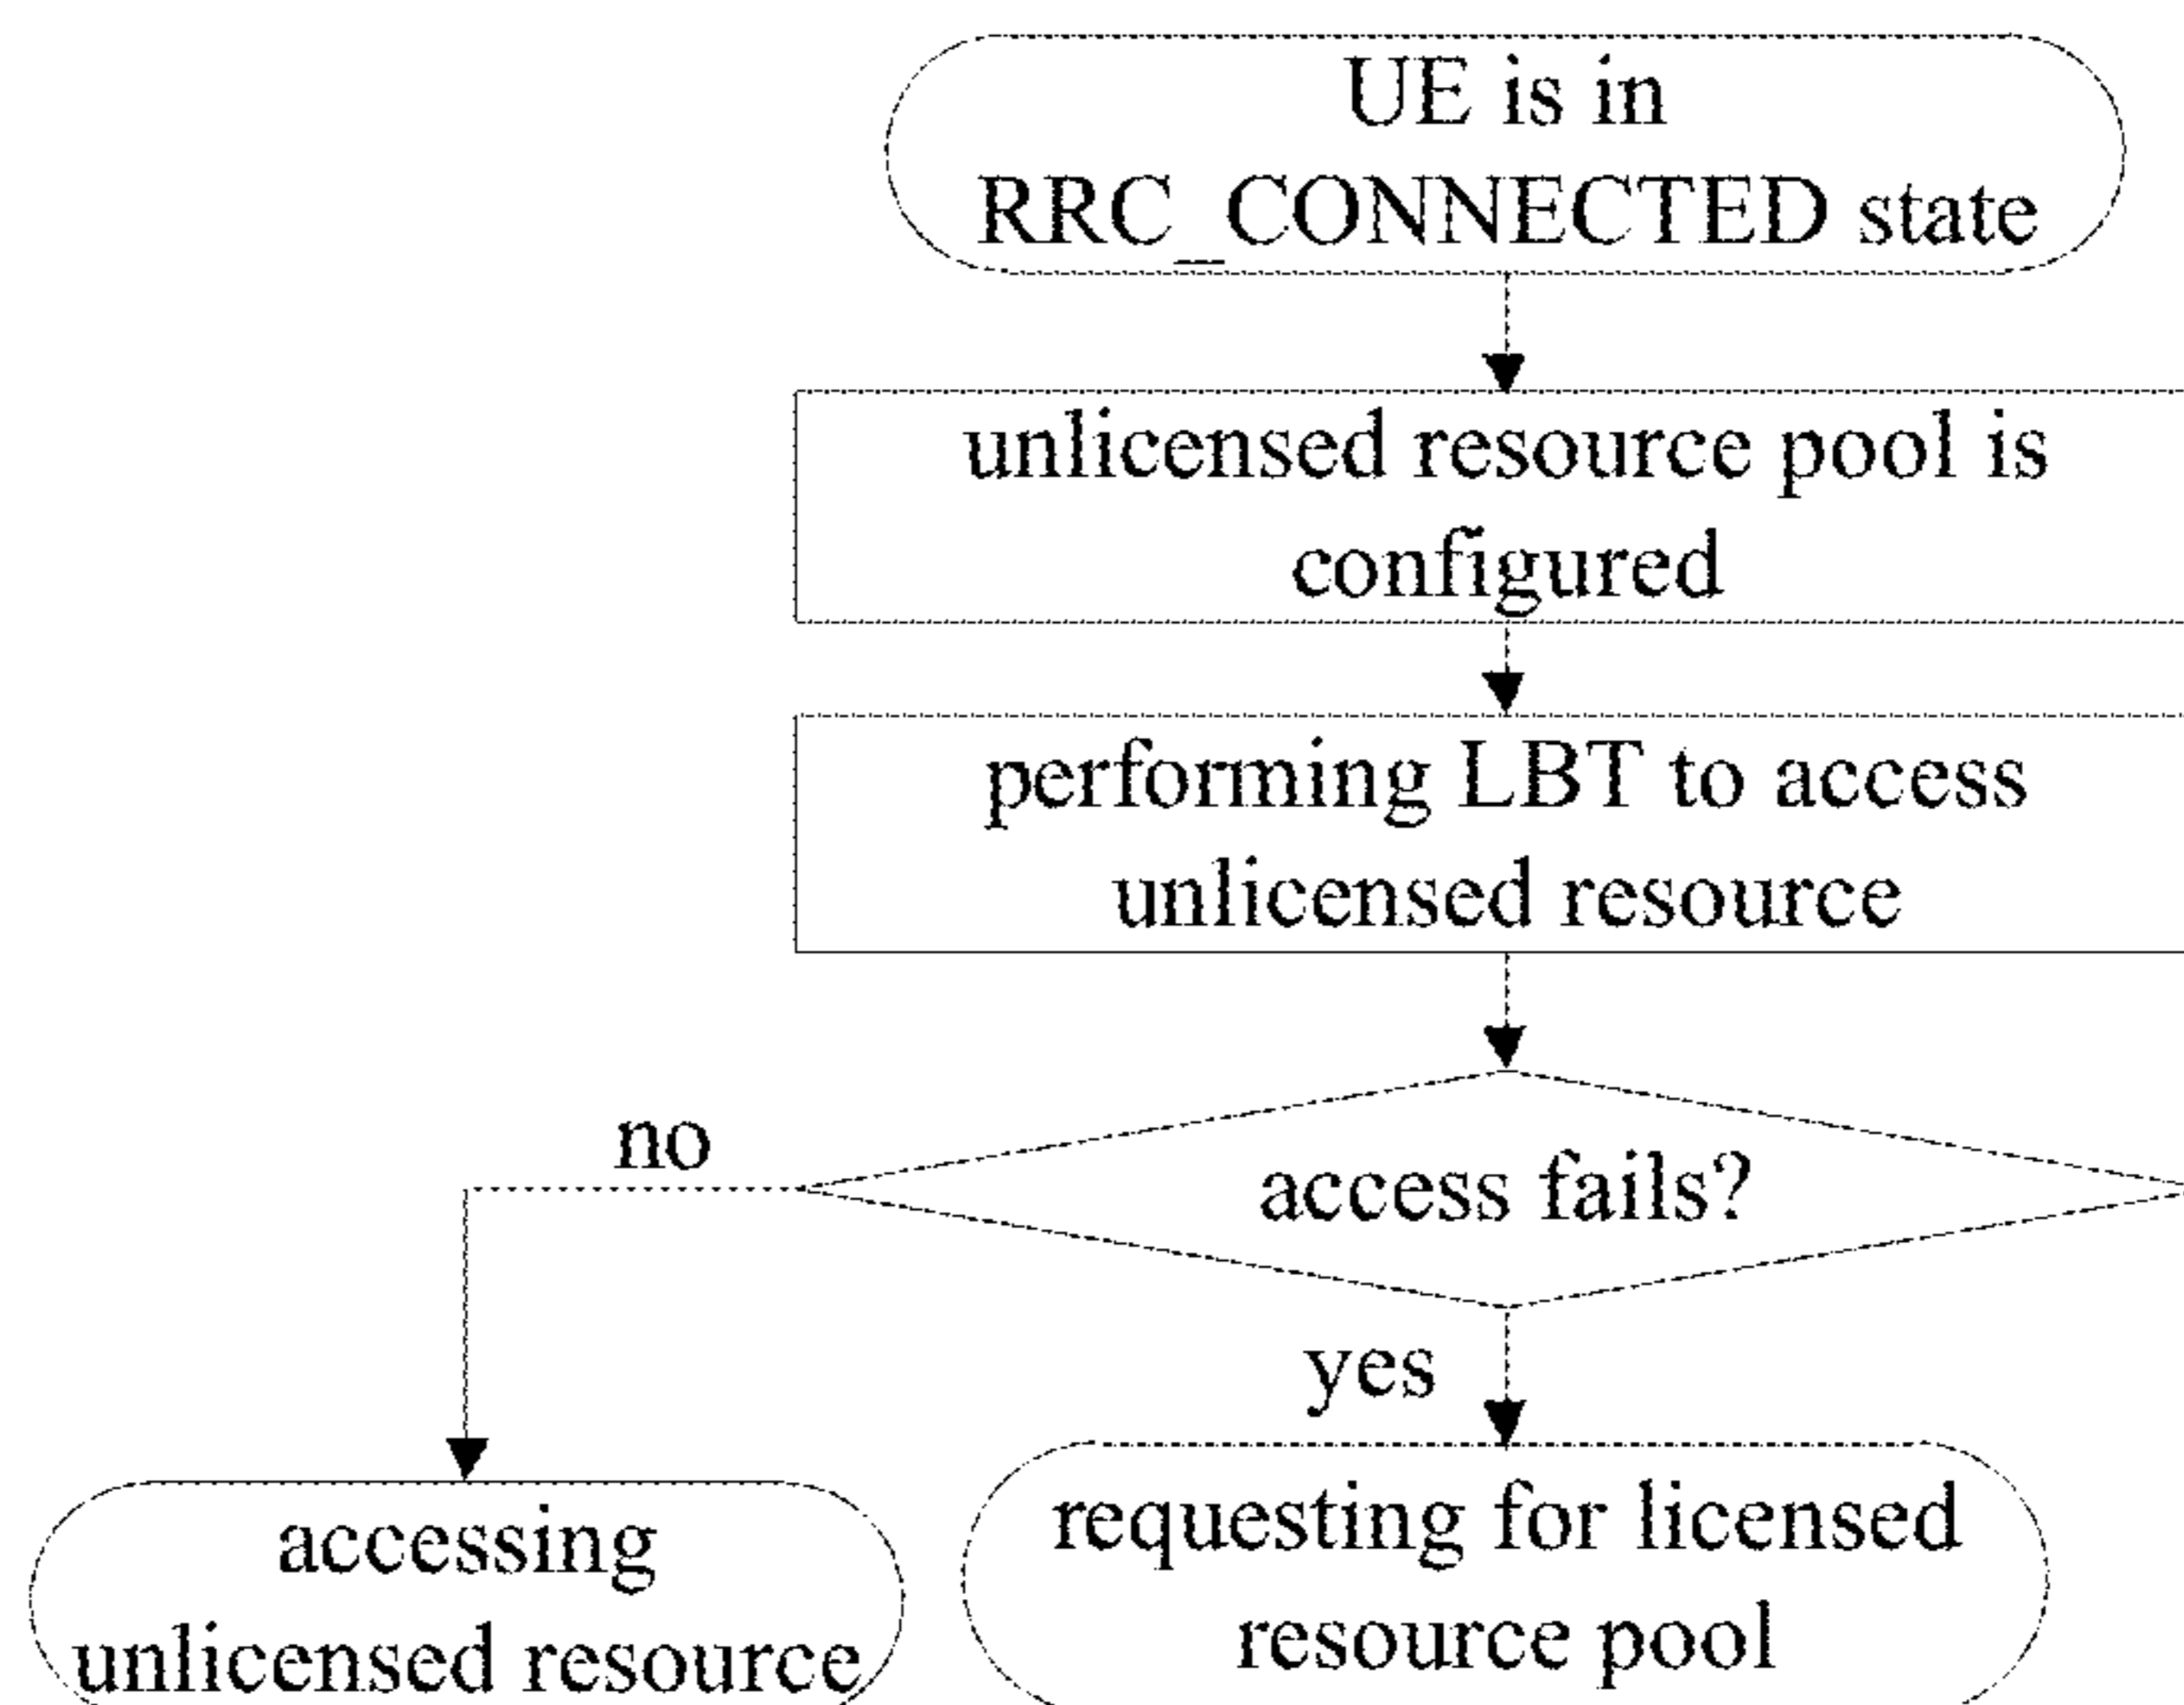 UE is in
RRC_CONNECTED state
unlicensed resource pool is
configured
performing LBT to access
unlicensed resource
access fails?
no
yes
accessing
unlicensed resource
requesting for licensed
resource pool